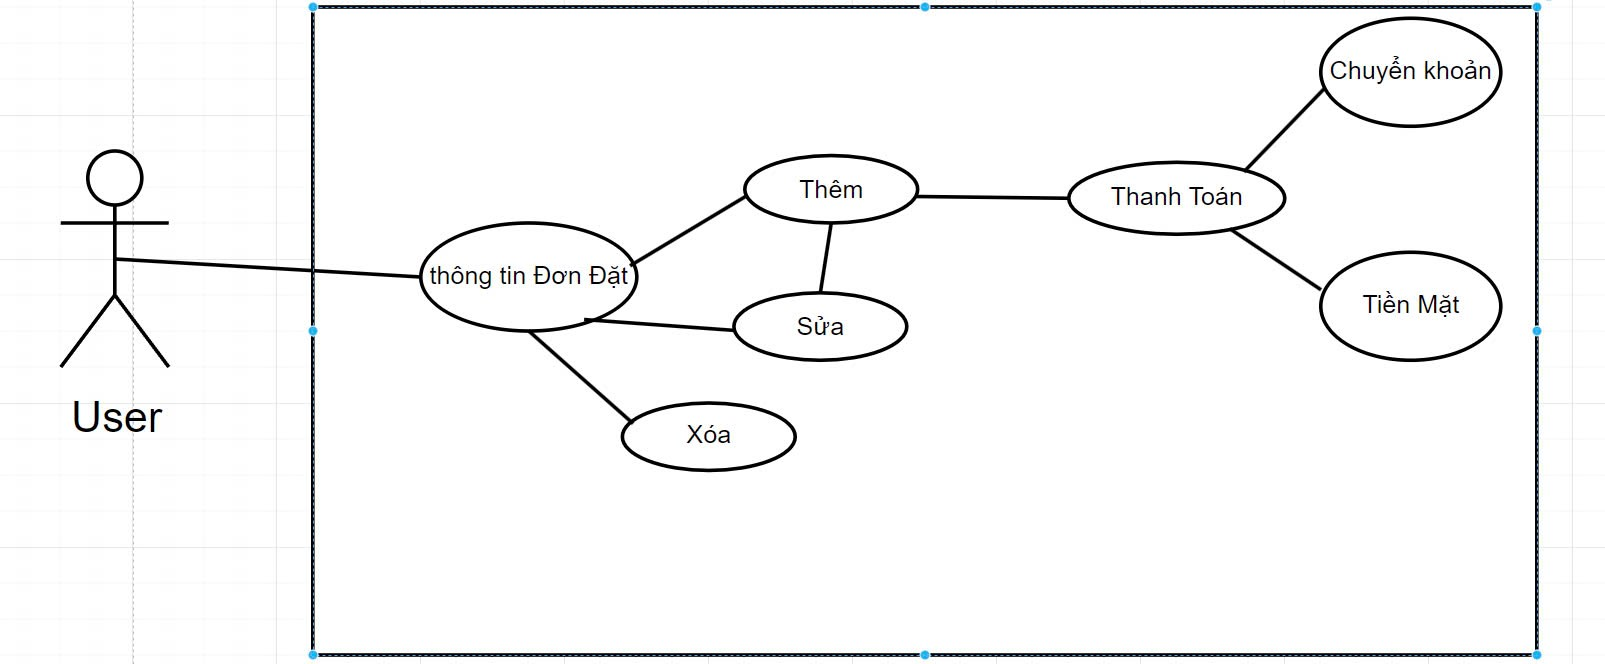 Chuyển khoản
Thêm
Thanh Toán
thông tin Đơn Đặt
Sửa
Tiền Mặt
User
Xóa